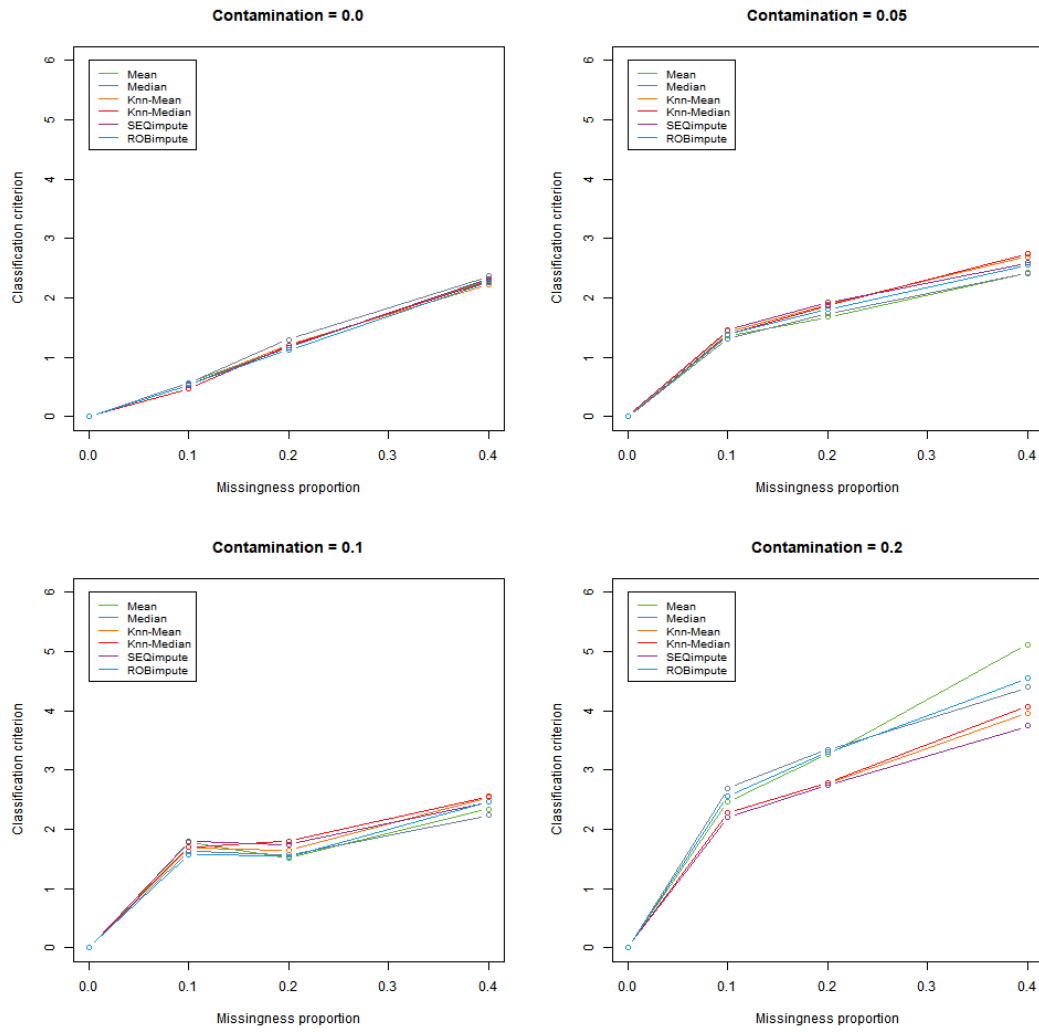 Contamination = 0.0
6
5
4
3
2
1
0
Classification criterion
Mean
Median
Knn-Mean
Knn-Median
SEQimpute
ROBimpute
0.0 0.1 0.2 0.3 0.4
Missingness proportion
Contamination = 0.05
6
5
4
3
2
1
0
Classification criterion
Mean
Median
Knn-Mean
Knn-Median
SEQimpute
ROBimpute
0.0 0.1 0.2 0.3 0.4
Missingness proportion
Contamination = 0.1
6
5
4
3
2
1
0
Classification criterion
Mean
Median
Knn-Mean
Knn-Median
SEQimpute
ROBimpute
0.0 0.1 0.2 0.3 0.4
Missingness proportion
Contamination = 0.2
6
5
4
3
2
1
0
Classification criterion
Mean
Median
Knn-Mean
Knn-Median
SEQimpute
ROBimpute
0.0 0.1 0.2 0.3 0.4
Missingness proportion